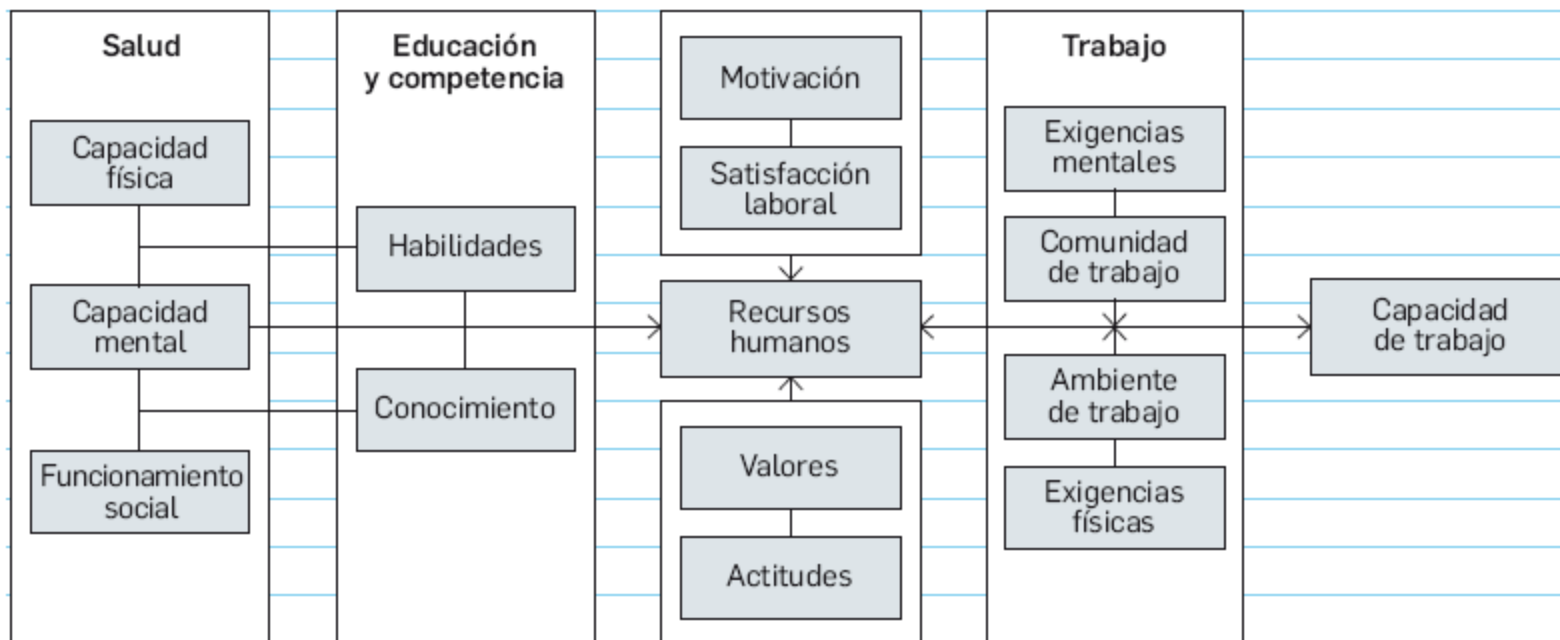 Salud
Capacidad
física
Capacidad
mental
Funcionamiento
social
Educación
y competencia
Habilidades
Conocimiento
Motivación
Satisfacción
laboral
Recursos
humanos
Valores
Actitudes
Trabajo
Exigencias
mentales
Comunidad
de trabajo
Ambiente
de trabajo
Exigencias
físicas
Capacidad
de trabajo